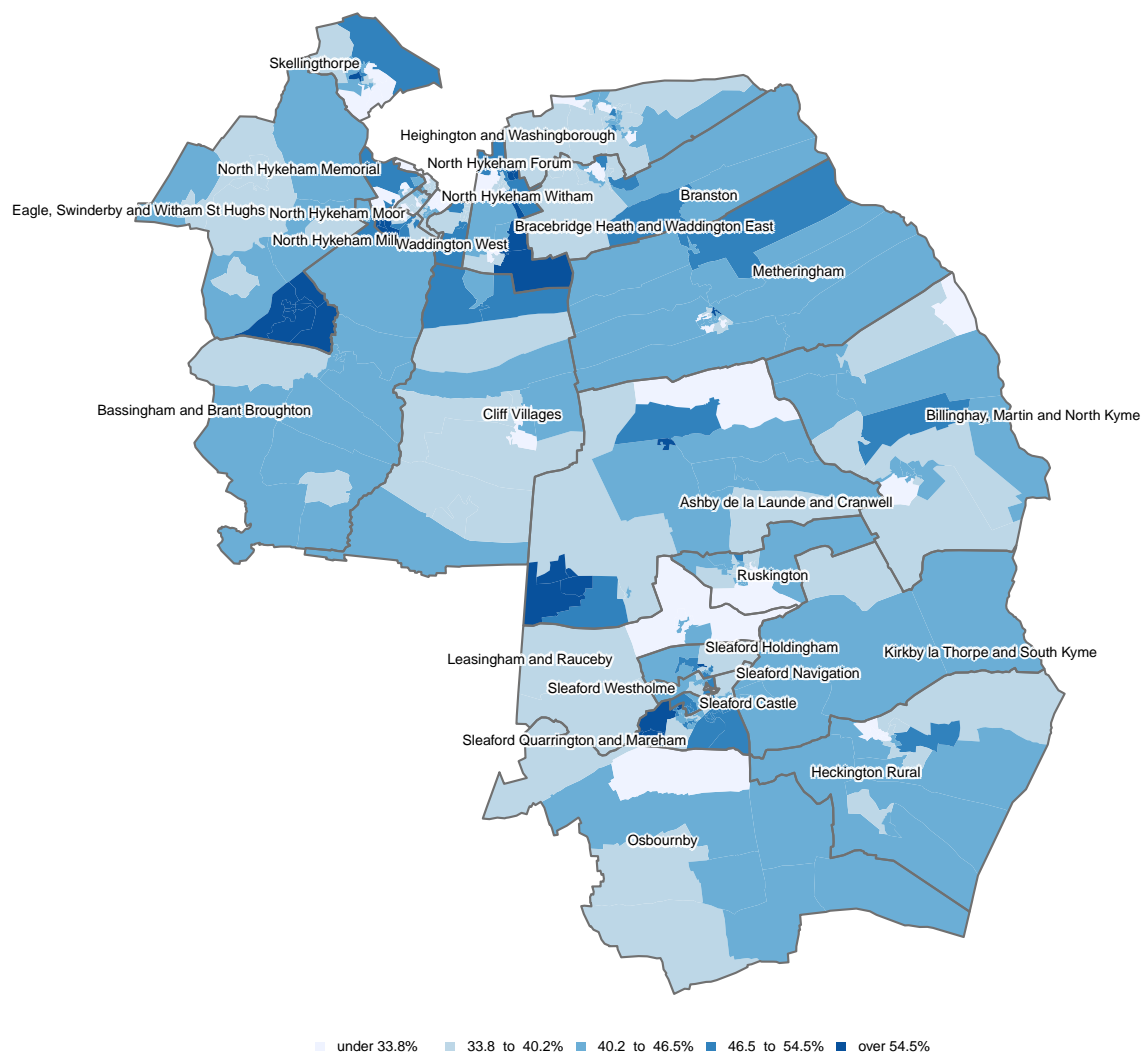 Skellingthorpe
Heighington and Washingborough
North Hykeham Forum
North Hykeham Memorial
Branston
North Hykeham Witham
Eagle, Swinderby and Witham St Hughs
North Hykeham Moor
Bracebridge Heath and Waddington East
North Hykeham Mill
Waddington West
Metheringham
Bassingham and Brant Broughton
Cliff Villages
Billinghay, Martin and North Kyme
Ashby de la Launde and Cranwell
Ruskington
Sleaford Holdingham
Kirkby la Thorpe and South Kyme
Leasingham and Rauceby
Sleaford Navigation
Sleaford Westholme
Sleaford Castle
Sleaford Quarrington and Mareham
Heckington Rural
Osbournby
under 33.8% 33.8 to 40.2% 40.2 to 46.5% 46.5 to 54.5% over 54.5%